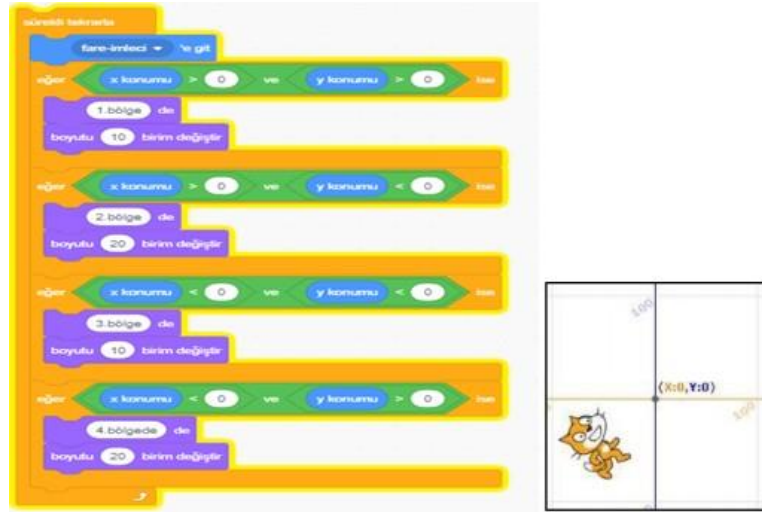 sürekli tekrarla
fare-imleci 'e git
eğer x konumu > 0 ve y konumu > 0 ise
1.bölge de
boyutu 10 birim değiştir
eğer x konumu > 0 ve y konumu < 0 ise
2.bölge de
boyutu 20 birim değiştir
eğer x konumu < 0 ve y konumu < 0 ise
3.bölge de
boyutu 10 birim değiştir
eğer x konumu < 0 ve y konumu > 0 ise
4.bölgede de
boyutu 20 birim değiştir
100
(X:0,Y:0)
100